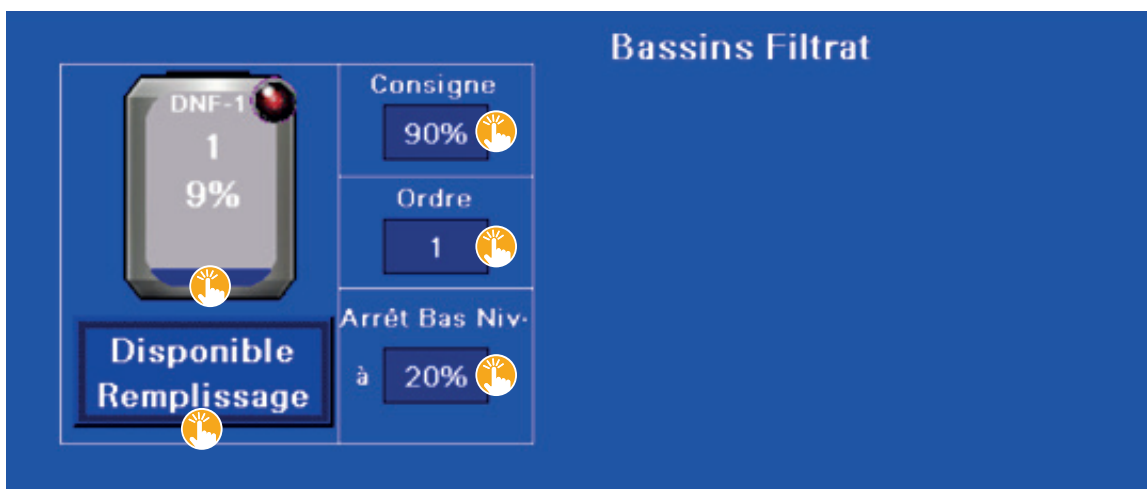 Bassins Filtrat
DNF-1
1
9%
Disponible
Remplissage
Consigne
90%
Ordre
1
Arrêt Bas Niv.
à 20%